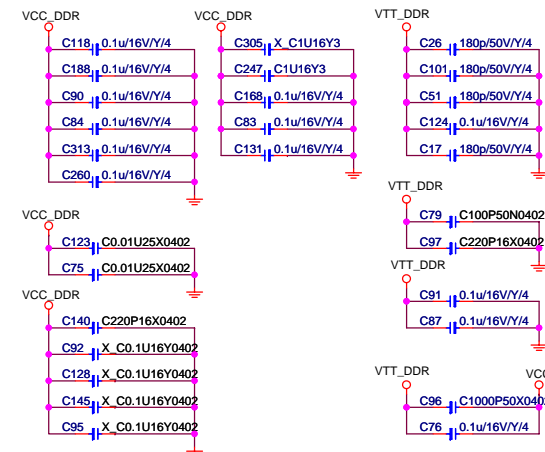 VCC_DDR
C118 0.1u/16V/Y/4
C188 0.1u/16V/Y/4
C90 0.1u/16V/Y/4
C84 0.1u/16V/Y/4
C313 0.1u/16V/Y/4
C260 0.1u/16V/Y/4
VCC_DDR
C305 X_C1U16Y3
C247 C1U16Y3
C168 0.1u/16V/Y/4
C83 0.1u/16V/Y/4
C131 0.1u/16V/Y/4
VTT_DDR
C26 180p/50V/Y/4
C101 180p/50V/Y/4
C51 180p/50V/Y/4
C124 0.1u/16V/Y/4
C17 180p/50V/Y/4
VCC_DDR
C123 C0.01U25X0402
C75 C0.01U25X0402
VTT_DDR
C79 C100P50N0402
C97 C220P16X0402
VCC_DDR
C140 C220P16X0402
C92 X_C0.1U16Y0402
C128 X_C0.1U16Y0402
C145 X_C0.1U16Y0402
C95 X_C0.1U16Y0402
VTT_DDR
C91 0.1u/16V/Y/4
C87 0.1u/16V/Y/4
VTT_DDR
C96 C1000P50X040
C76 0.1u/16V/Y/4